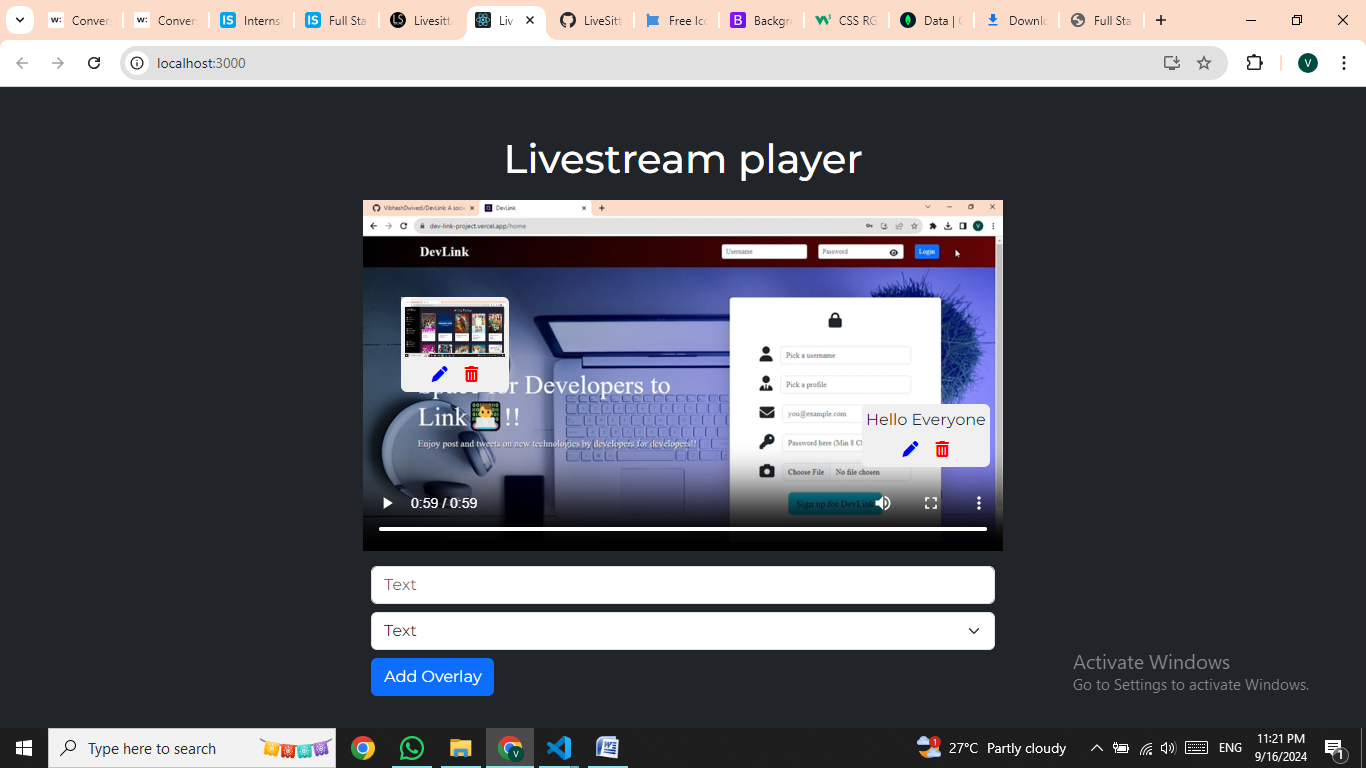 Conver
Conver
Interns
Full Sta
Livesitt
Liv
LiveSitt
Free Ico
Backgr
CSS RG
Data | 
Downlo
Full Sta
localhost:3000
Livestream player
VibhashDwivedi/DevLink: A socia
DevLink
dev-link-project.vercel.app/home
DevLink
Username
Password
Login
Pick a username
Pick a profile
for Developers to
Link !!
you@example.com
Hello Everyone
Enjoy post and tweets on new technologies by developers for developers!!
Password here (Min 8 C
Choose File No file chosen
0:59 / 0:59
Sign up for DevLink
Text
Text
Add Overlay
Activate Windows
Go to Settings to activate Windows.
Type here to search
1
27°C Partly cloudy
ENG
11:21 PM
9/16/2024
1